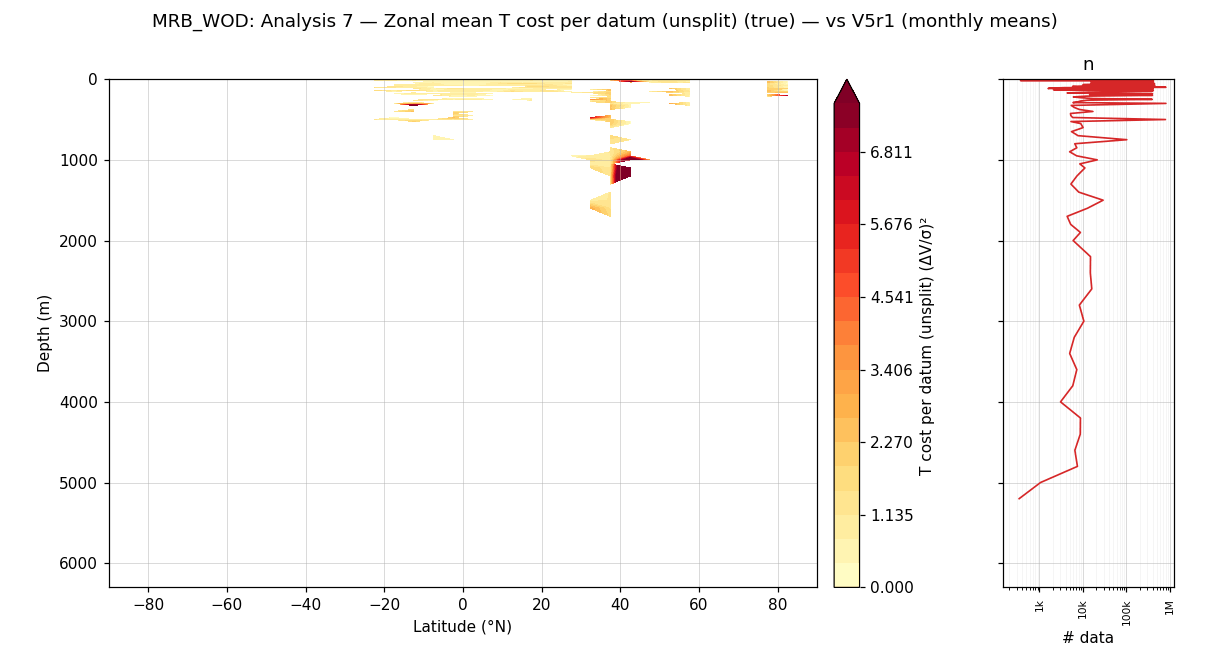 MRB_WOD: Analysis 7 — Zonal mean T cost per datum (unsplit) (true) — vs V5r1 (monthly means)
n
0
1000
2000
3000
4000
5000
6000
Depth (m)
−80
−60
−40
−20
0
20
40
60
80
Latitude (°N)
6.811
5.676
4.541
3.406
2.270
1.135
0.000
T cost per datum (unsplit) (ΔV/σ)²
1k
10k
100k
1M
# data